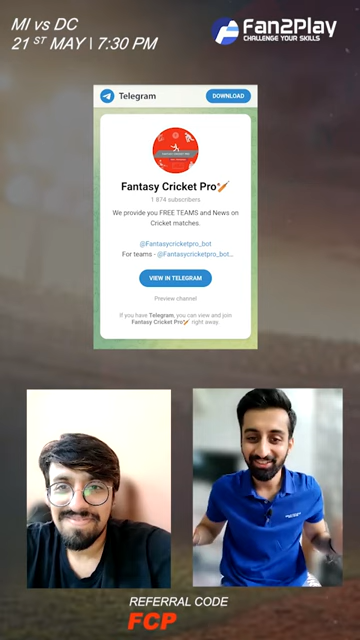 MI vs DC
21 ST MAY | 7:30 PM
Fan2Play
CHALLENGE YOUR SKILLS
Telegram
DOWNLOAD
Fantasy Cricket Pro🏏
1 874 subscribers
We provide you FREE TEAMS and News on
Cricket matches.
@Fantasycricketpro_bot
For teams - @Fantasycricketpro_bot...
VIEW IN TELEGRAM
Preview channel
If you have Telegram, you can view and join
Fantasy Cricket Pro🏏 right away.
REFERRAL CODE
FCP